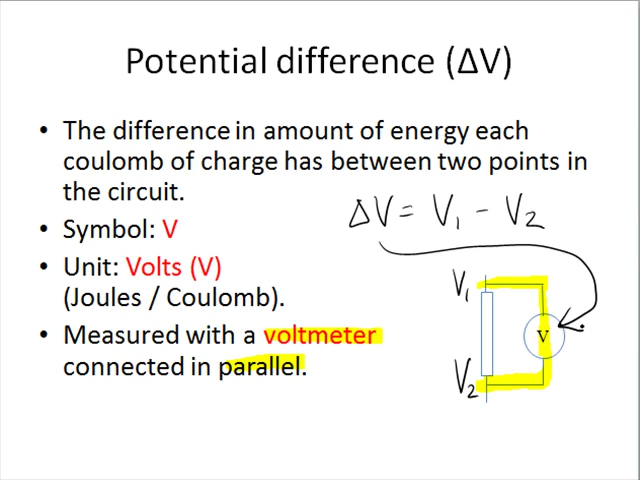 Potential difference (ΔV)
• The difference in amount of energy each
coulomb of charge has between two points in
the circuit.
• Symbol: V
ΔV = V₁ - V₂
• Unit: Volts (V)
(Joules / Coulomb).
• Measured with a voltmeter
connected in parallel.
V₁
V
V₂